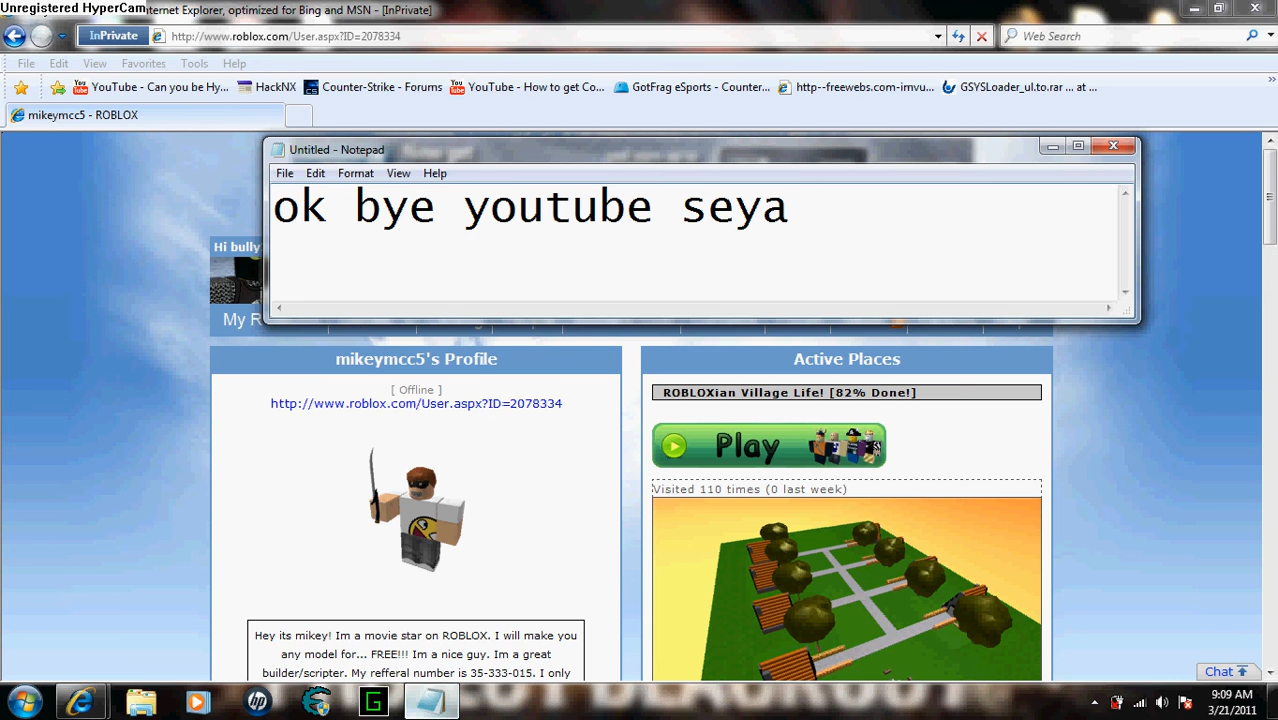 Unregistered HyperCam
Internet Explorer, optimized for Bing and MSN - [InPrivate]
InPrivate
http://www.roblox.com/User.aspx?ID=2078334
Web Search
File Edit View Favorites Tools Help
YouTube - Can you be Hy...
HackNX
Counter-Strike - Forums
YouTube - How to get Co...
GotFrag eSports - Counter...
http--freewebs.com-imvu...
GSYSLoader_ul.to.rar ... at ...
mikeymcc5 - ROBLOX
Untitled - Notepad
File Edit Format View Help
ok bye youtube seya
Hi bully
My R
mikeymcc5's Profile
[ Offline ]
http://www.roblox.com/User.aspx?ID=2078334
Hey its mikey! Im a movie star on ROBLOX. I will make you
any model for... FREE!!! Im a nice guy. Im a great
builder/scripter. My refferal number is 35-333-015. I only
Active Places
ROBLOXian Village Life! [82% Done!]
Play
Visited 110 times (0 last week)
Chat
9:09 AM
3/21/2011